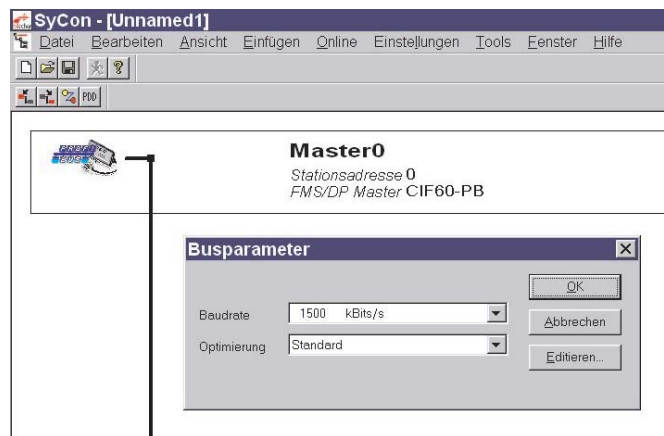 SyCon - [Unnamed1]
Datei Bearbeiten Ansicht Einfügen Online Einstellungen Tools Fenster Hilfe
PDD
Master0
Stationsadresse 0
FMS/DP Master CIF60-PB
Busparameter
OK
Baudrate 1500 kBits/s
Abbrechen
Optimierung Standard
Editieren...